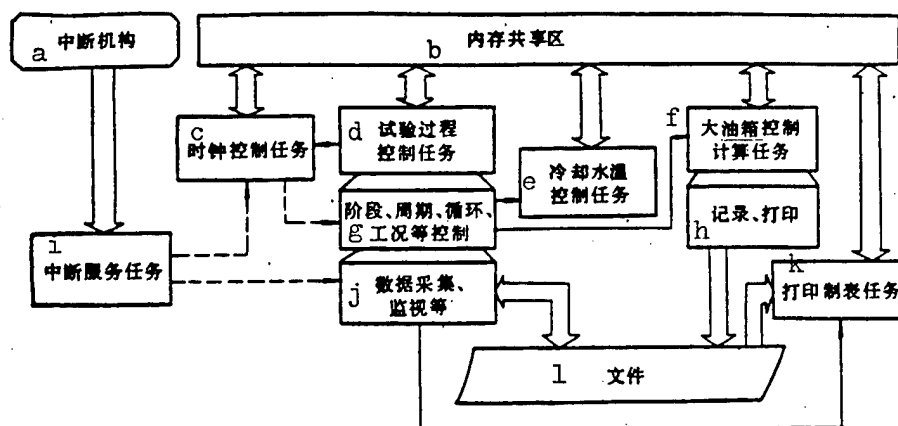 a 中断机构
b 内存共享区
c 时钟控制任务
d 试验过程
控制任务
e 冷却水温
控制任务
f 大油箱控制
计算任务
阶段、周期、循环、
g 工况等控制
h 记录、打印
i 中断服务任务
j 数据采集、
监视等
k 打印制表任务
l 文件